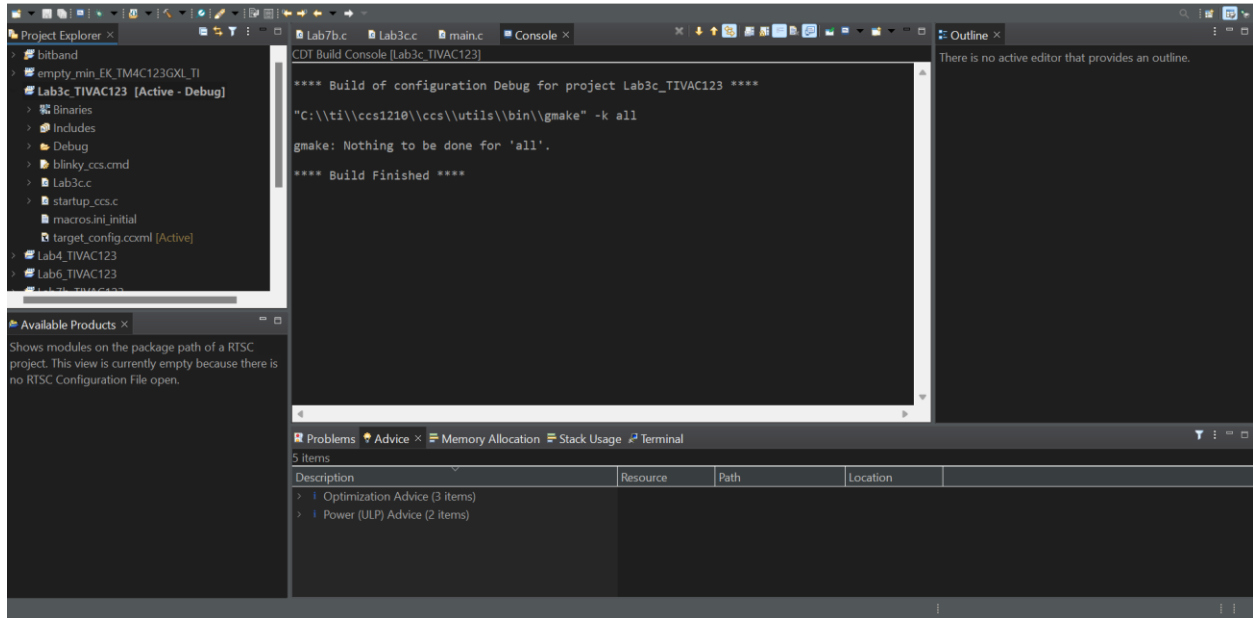 Project Explorer
bitband
empty_min_EK_TM4C123GXL_TI
Lab3c_TIVAC123 [Active - Debug]
Binaries
Includes
Debug
blinky_ccs.cmd
Lab3c.c
startup_ccs.c
macros.ini_initial
target_config.ccxml [Active]
Lab4_TIVAC123
Lab6_TIVAC123
Lab7b_TIVAC123
Available Products
Shows modules on the package path of a RTSC
project. This view is currently empty because there is
no RTSC Configuration File open.
Lab7b.c Lab3c.c main.c Console
CDT Build Console [Lab3c_TIVAC123]
**** Build of configuration Debug for project Lab3c_TIVAC123 ****
"C:\\ti\\ccs1210\\ccs\\utils\\bin\\gmake" -k all
gmake: Nothing to be done for 'all'.
**** Build Finished ****
Outline
There is no active editor that provides an outline.
Problems Advice Memory Allocation Stack Usage Terminal
5 items
Description Resource Path Location
Optimization Advice (3 items)
Power (ULP) Advice (2 items)